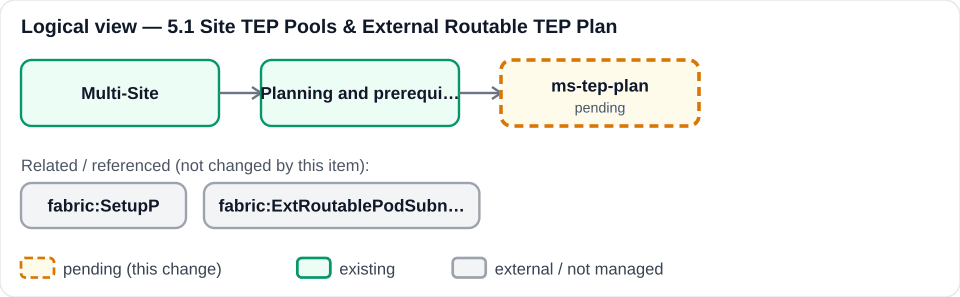 Logical view — 5.1 Site TEP Pools & External Routable TEP Plan
Multi-Site
Planning and prerequi…
ms-tep-plan
pending
Related / referenced (not changed by this item):
fabric:SetupP
fabric:ExtRoutablePodSubn…
pending (this change)
existing
external / not managed